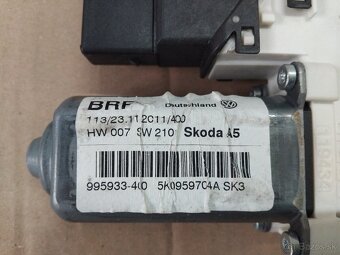 BRF Deutschland
113/23.11.2011/400
HW 007 SW 210 Skoda A5
995933-400 5K0959704A SK3